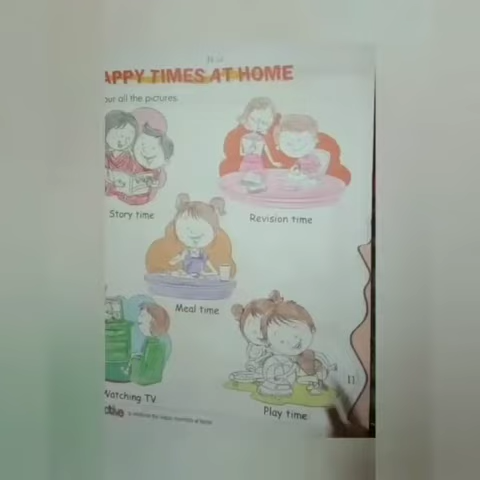 APPY TIMES AT HOME
our all the pictures.
Story time
Revision time
Meal time
Watching TV
Play time
11